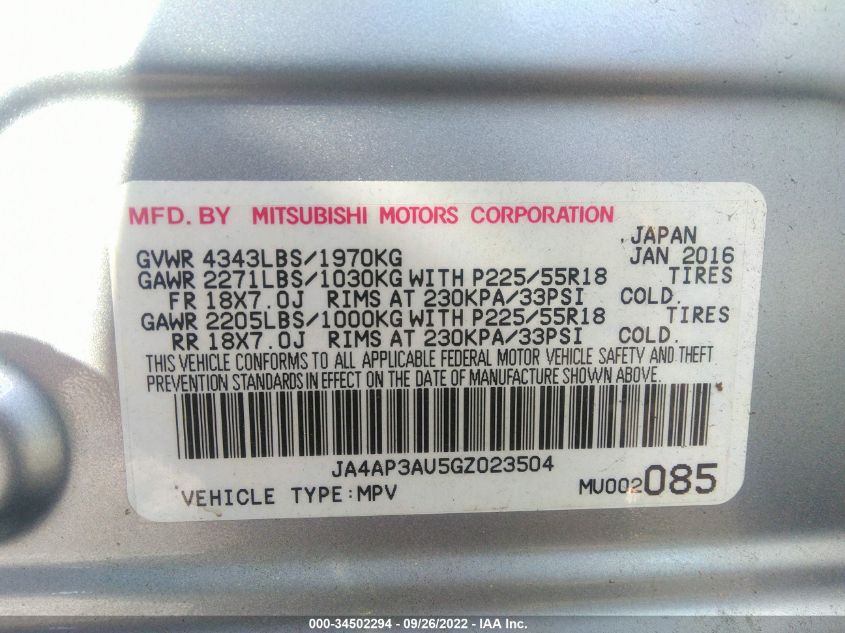 MFD. BY MITSUBISHI MOTORS CORPORATION
JAPAN
GVWR 4343LBS/1970KG JAN 2016
GAWR 2271LBS/1030KG WITH P225/55R18 TIRES
FR 18X7.0J RIMS AT 230KPA/33PSI COLD.
GAWR 2205LBS/1000KG WITH P225/55R18 TIRES
RR 18X7.0J RIMS AT 230KPA/33PSI COLD.
THIS VEHICLE CONFORMS TO ALL APPLICABLE FEDERAL MOTOR VEHICLE SAFETY AND THEFT
PREVENTION STANDARDS IN EFFECT ON THE DATE OF MANUFACTURE SHOWN ABOVE.
JA4AP3AU5GZ023504
VEHICLE TYPE:MPV MU002085
000-34502294 - 09/26/2022 - IAA Inc.